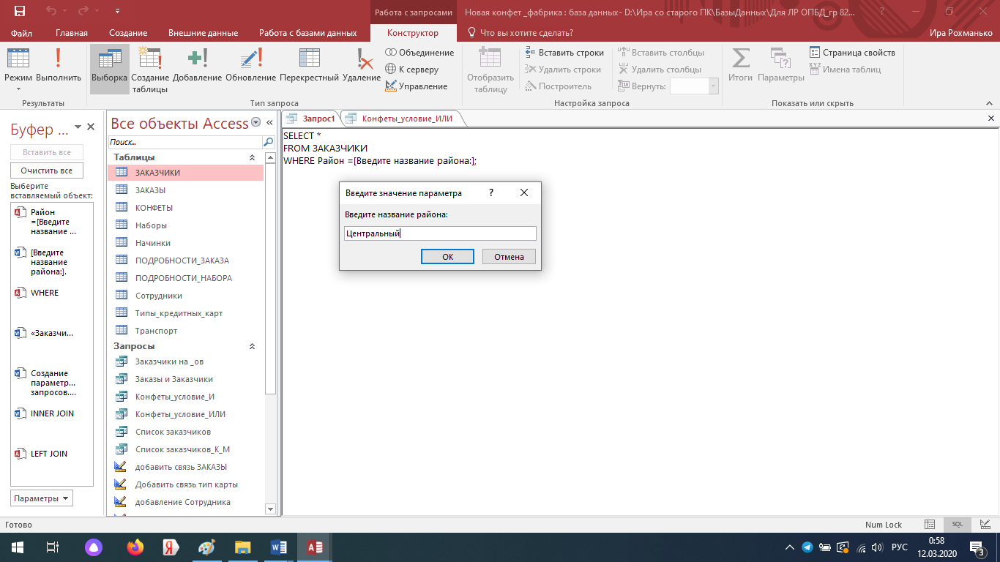 Работа с запросами
Новая конфет _фабрика : база данных- D:\Ира со старого ПК\БазыДанных\Для ЛР ОПБД_гр 82...
?
Файл
Главная
Создание
Внешние данные
Работа с базами данных
Конструктор
Что вы хотите сделать?
Ира Рохманько
Режим
Выполнить
Выборка
Создание таблицы
Добавление
Обновление
Перекрестный
Удаление
Объединение
К серверу
Управление
Отобразить таблицу
Вставить строки
Удалить строки
Построитель
Вставить столбцы
Удалить столбцы
Вернуть:
Итоги
Параметры
Страница свойств
Имена таблиц
Результаты
Тип запроса
Настройка запроса
Показать или скрыть
Буфер ...
Вставить все
Очистить все
Выберите
вставляемый объект:
Район
=[Введите
название ...
[Введите
название
района:].
WHERE
«Заказчи...
Создание
параметр...
запросов....
INNER JOIN
LEFT JOIN
Параметры
Все объекты Access
Поиск...
Таблицы
ЗАКАЗЧИКИ
ЗАКАЗЫ
КОНФЕТЫ
Наборы
Начинки
ПОДРОБНОСТИ_ЗАКАЗА
ПОДРОБНОСТИ_НАБОРА
Сотрудники
Типы_кредитных_карт
Транспорт
Запросы
Заказчики на _ов
Заказы и Заказчики
Конфеты_условие_И
Конфеты_условие_ИЛИ
Список заказчиков
Список заказчиков_К_М
добавить связь ЗАКАЗЫ
Добавить связь тип карты
добавление Сотрудника
Запрос1
Конфеты_условие_ИЛИ
SELECT *
FROM ЗАКАЗЧИКИ
WHERE Район =[Введите название района:];
Введите значение параметра
?
Введите название района:
Центральный
ОК
Отмена
Готово
Num Lock
SQL
РУС
0:58
12.03.2020
3